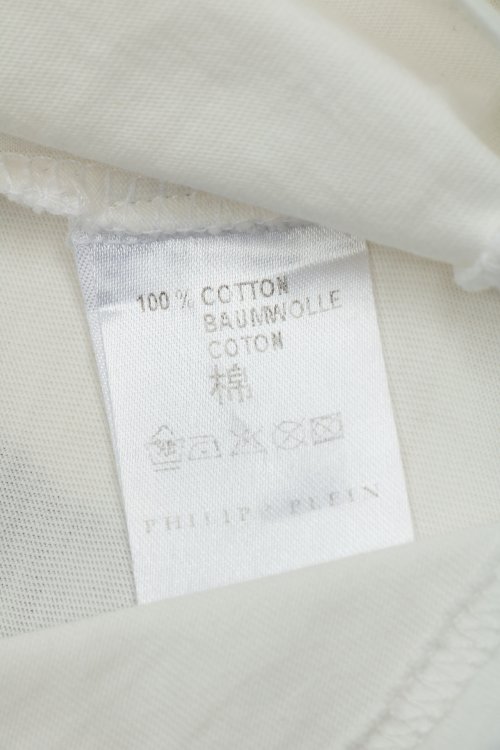 100 % COTTON
BAUMWOLLE
COTON
棉
PHILIPP PLEIN